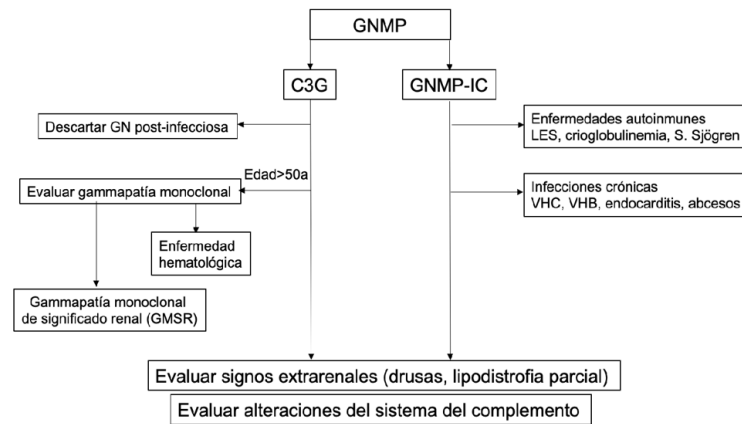 GNMP
C3G
GNMP-IC
Descartar GN post-infecciosa
Enfermedades autoinmunes
LES, crioglobulinemia, S. Sjögren
Edad>50a
Evaluar gammapatía monoclonal
Infecciones crónicas
VHC, VHB, endocarditis, abcesos
Enfermedad
hematológica
Gammapatía monoclonal
de significado renal (GMSR)
Evaluar signos extrarenales (drusas, lipodistrofia parcial)
Evaluar alteraciones del sistema del complemento